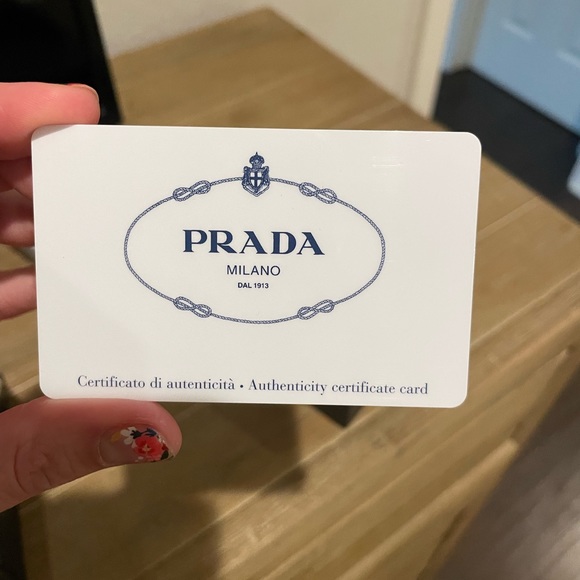 PRADA
MILANO
DAL 1913
Certificato di autenticità • Authenticity certificate card